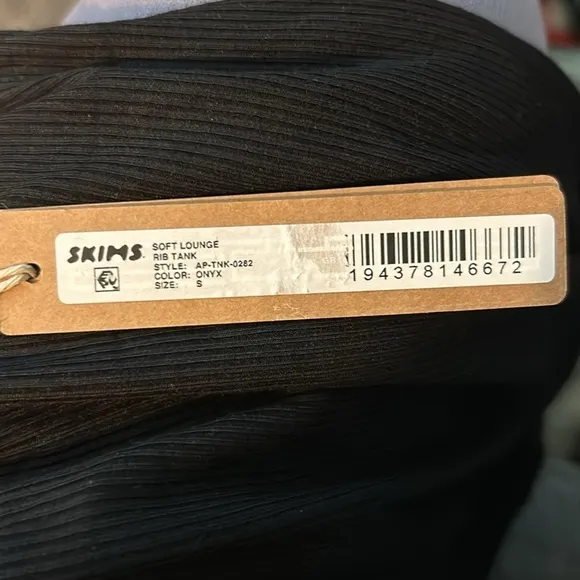 SKIMS
SOFT LOUNGE
RIB TANK
STYLE: AP-TNK-0282
COLOR: ONYX
SIZE: S
194378146672